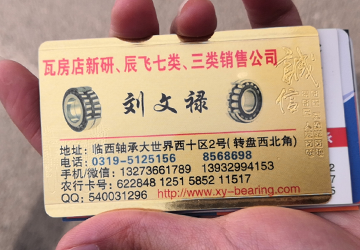 瓦房店新研、辰飞七类、三类销售公司
誠信
刘文禄
地址：临西轴承大世界西十区2号(转盘西北角)
电话：0319-5125156 8568698
手机/微信：13273661789 13932994153
农行卡号：622848 1251 5852 11517
QQ：540031296 http://www.xy-bearing.com